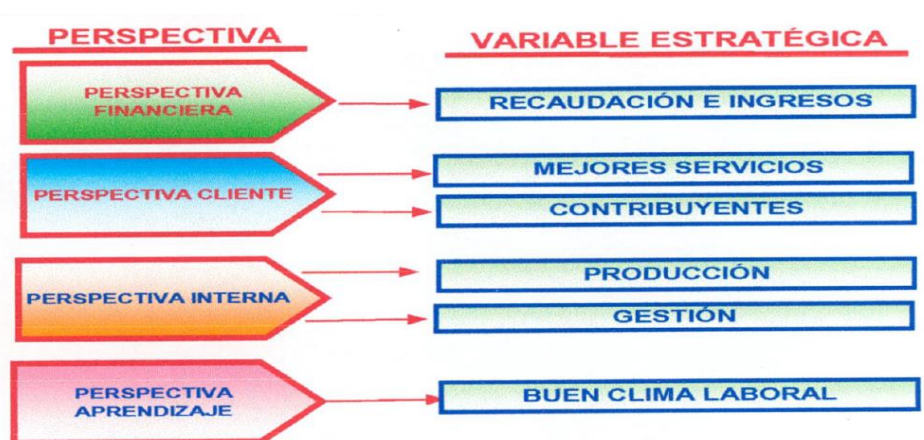 PERSPECTIVA
VARIABLE ESTRATÉGICA
PERSPECTIVA
FINANCIERA
RECAUDACIÓN E INGRESOS
PERSPECTIVA CLIENTE
MEJORES SERVICIOS
CONTRIBUYENTES
PERSPECTIVA INTERNA
PRODUCCIÓN
GESTIÓN
PERSPECTIVA
APRENDIZAJE
BUEN CLIMA LABORAL